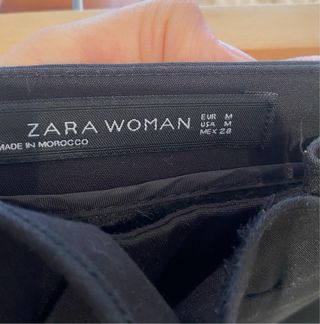 ZARA WOMAN
EUR M
USA M
MEX 28
MADE IN MOROCCO